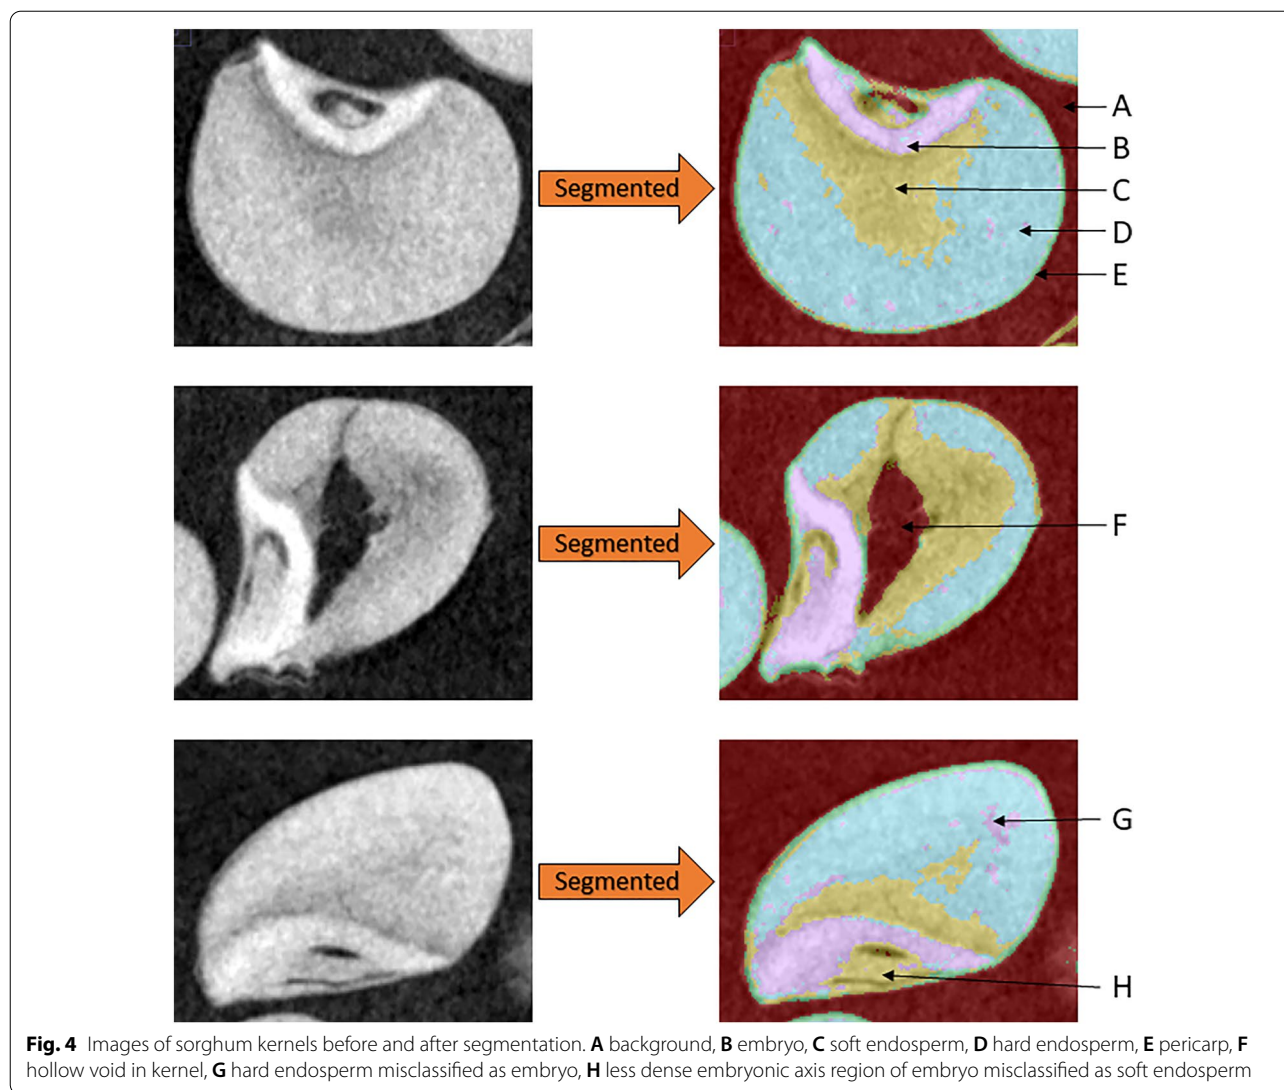 A
B
Segmented
C
D
E
Segmented
F
Segmented
G
H
Fig. 4 Images of sorghum kernels before and after segmentation. A background, B embryo, C soft endosperm, D hard endosperm, E pericarp, F
hollow void in kernel, G hard endosperm misclassified as embryo, H less dense embryonic axis region of embryo misclassified as soft endosperm